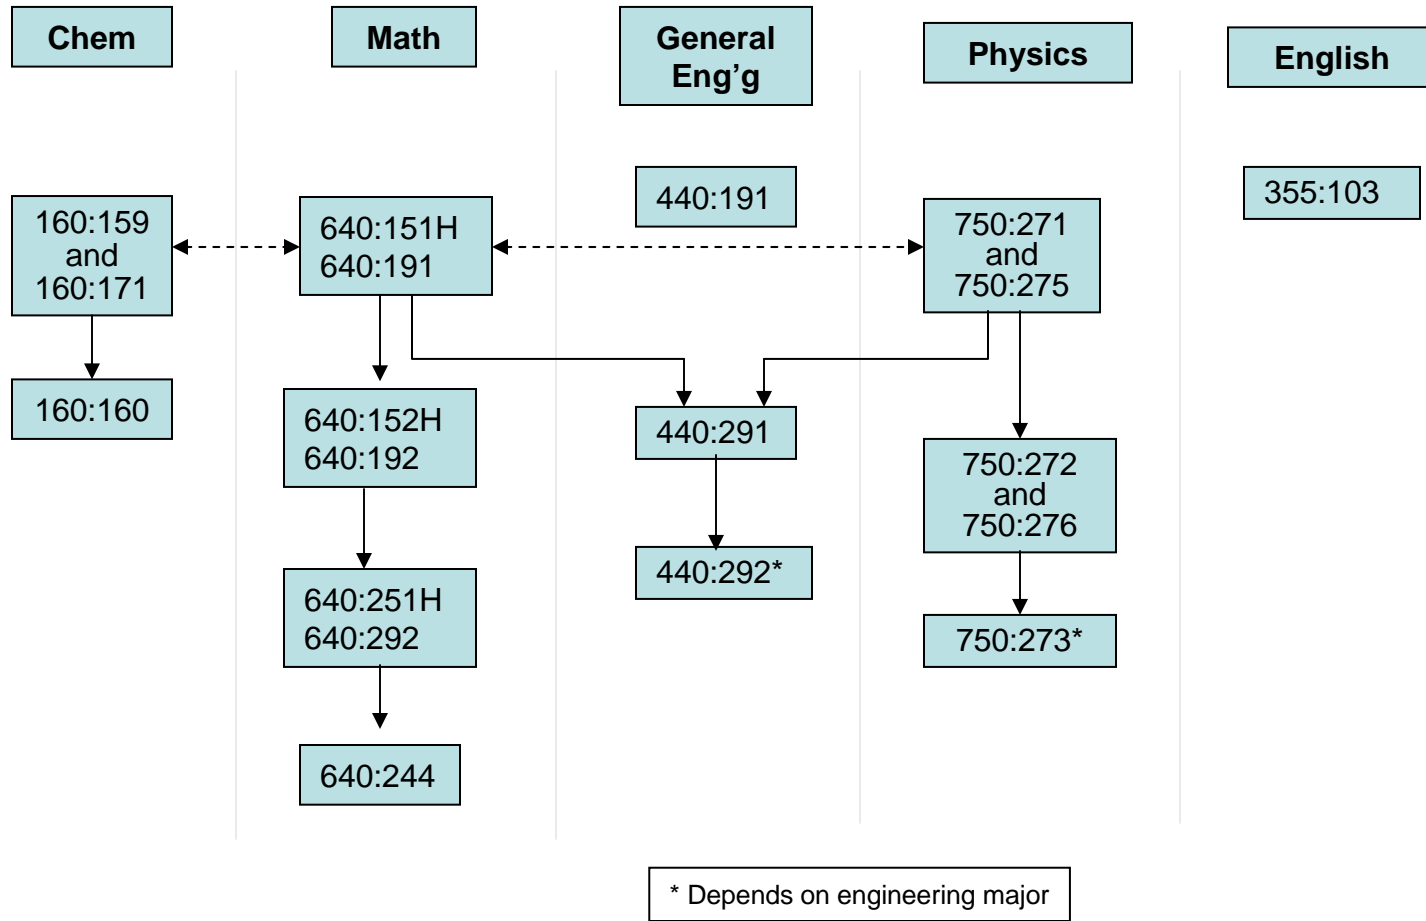 Chem
Math
General
Eng'g
Physics
English
160:159
and
160:171
160:160
640:151H
640:191
640:152H
640:192
640:251H
640:292
640:244
440:191
440:291
440:292*
750:271
and
750:275
750:272
and
750:276
750:273*
355:103
* Depends on engineering major